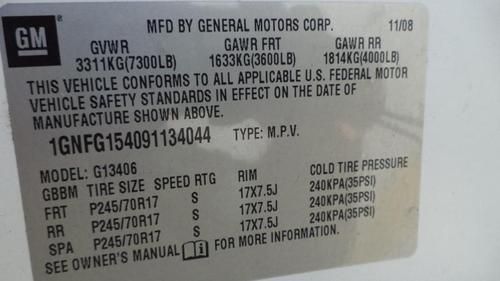 GM
MFD BY GENERAL MOTORS CORP. 11/08
GVWR GAWR FRT GAWR RR
3311KG(7300LB) 1633KG(3600LB) 1814KG(4000LB)
THIS VEHICLE CONFORMS TO ALL APPLICABLE U.S. FEDERAL MOTOR
VEHICLE SAFETY STANDARDS IN EFFECT ON THE DATE OF
MANUFACTURE SHOWN ABOVE.
1GNFG154091134044 TYPE: M.P.V.
MODEL: G13406
GBBM TIRE SIZE SPEED RTG RIM COLD TIRE PRESSURE
FRT P245/70R17 S 17X7.5J 240KPA(35PSI)
RR P245/70R17 S 17X7.5J 240KPA(35PSI)
SPA P245/70R17 S 17X7.5J 240KPA(35PSI)
SEE OWNER'S MANUAL FOR MORE INFORMATION.